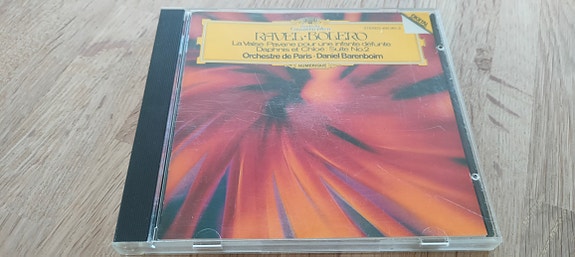 RAVEL·BOLERO
La Valse·Pavane pour une infante défunte
Daphnis et Chloé: Suite No.2
Orchestre de Paris·Daniel Barenboim